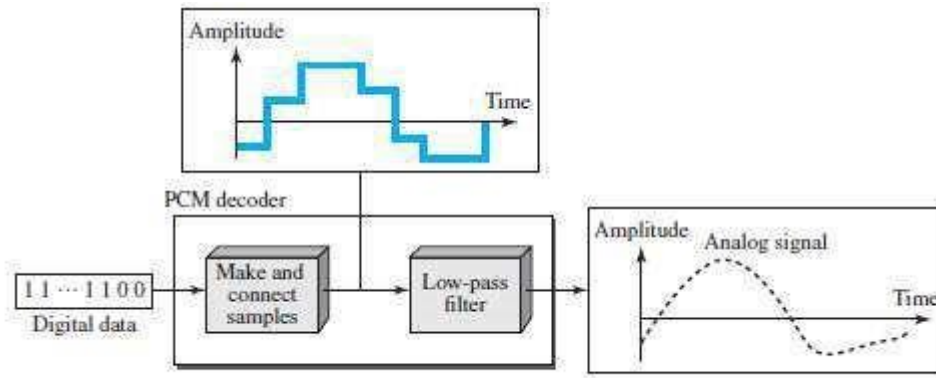 Amplitude
Time
PCM decoder
Make and
connect
samples
Low-pass
filter
1 1 ··· 1 1 0 0
Digital data
Amplitude
Analog signal
Time